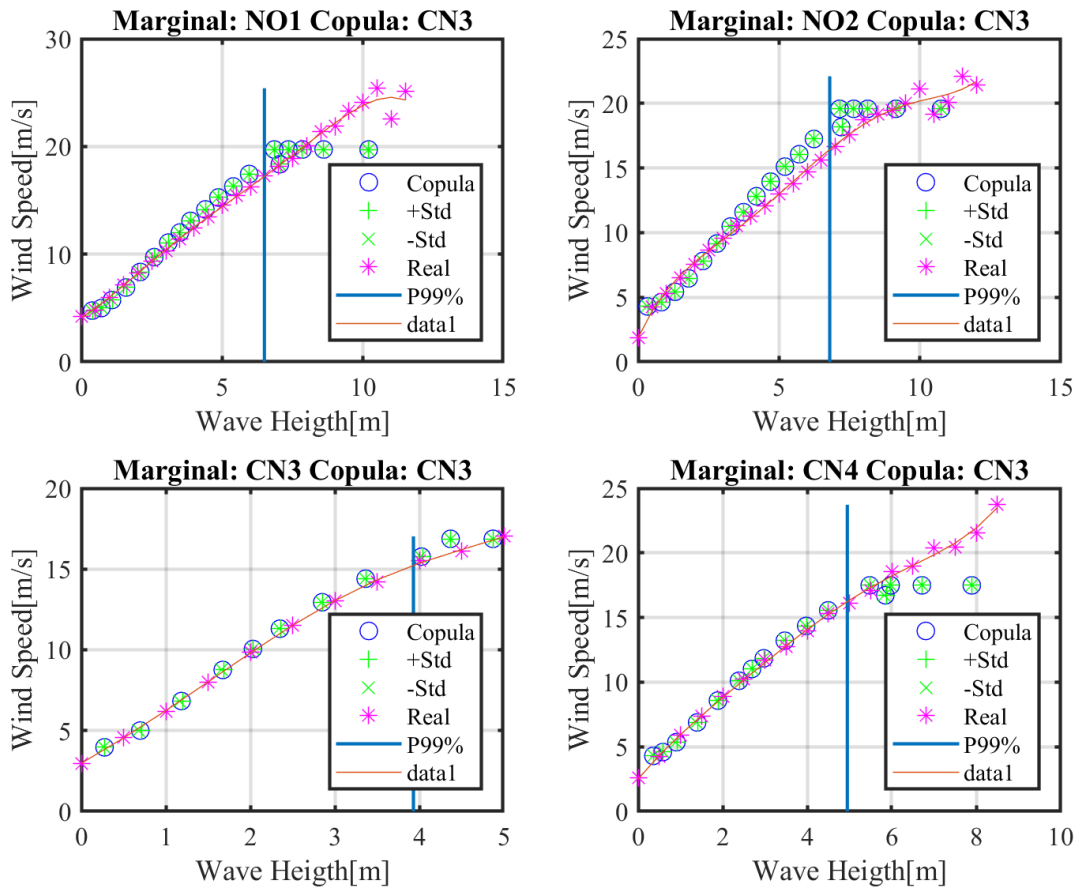 Marginal: NO1 Copula: CN3
30
20
10
0
Wind Speed[m/s]
Copula
+Std
-Std
Real
P99%
data1
0 5 10 15
Wave Heigth[m]
Marginal: NO2 Copula: CN3
25
20
15
10
5
0
Wind Speed[m/s]
Copula
+Std
-Std
Real
P99%
data1
0 5 10 15
Wave Heigth[m]
Marginal: CN3 Copula: CN3
20
15
10
5
0
Wind Speed[m/s]
Copula
+Std
-Std
Real
P99%
data1
0 1 2 3 4 5
Wave Heigth[m]
Marginal: CN4 Copula: CN3
25
20
15
10
5
0
Wind Speed[m/s]
Copula
+Std
-Std
Real
P99%
data1
0 2 4 6 8 10
Wave Heigth[m]